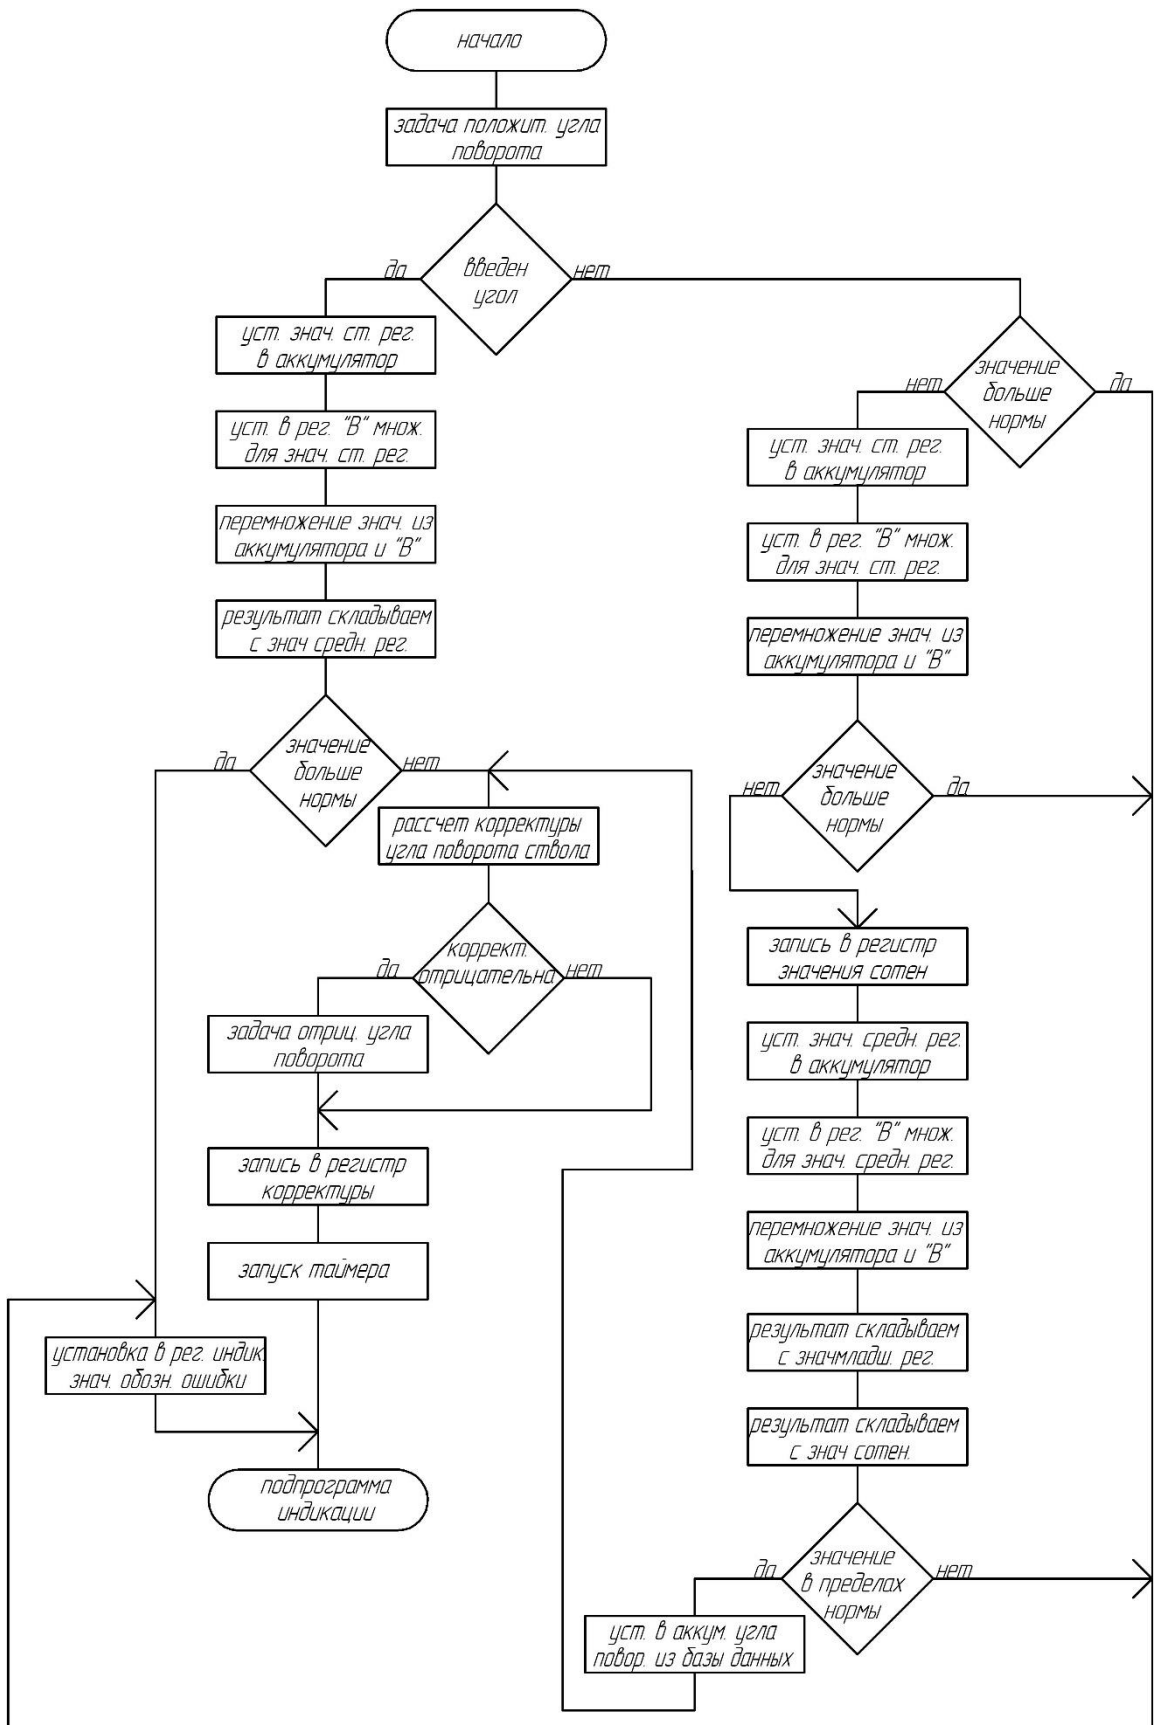 начало
задача положит. угла
поворота
введен
угол
да
нет
уст. знач. ст. рег.
в аккумулятор
уст. в рег. "В" множ.
для знач. ст. рег.
перемножение знач. из
аккумулятора и "В"
результат складываем
с знач средн. рег.
значение
больше
нормы
да
нет
рассчет корректуры
угла поворота ствола
коррект.
отрицательна
да
нет
задача отриц. угла
поворота
запись в регистр
корректуры
запуск таймера
установка в рег. индик.
знач. обозн. ошибки
подпрограмма
индикации
значение
больше
нормы
нет
да
уст. знач. ст. рег.
в аккумулятор
уст. в рег. "В" множ.
для знач. ст. рег.
перемножение знач. из
аккумулятора и "В"
значение
больше
нормы
нет
да
запись в регистр
значения сотен
уст. знач. средн. рег.
в аккумулятор
уст. в рег. "В" множ.
для знач. средн. рег.
перемножение знач. из
аккумулятора и "В"
результат складываем
с значмладш. рег.
результат складываем
с знач сотен.
значение
в пределах
нормы
да
нет
уст. в аккум. угла
повор. из базы данных